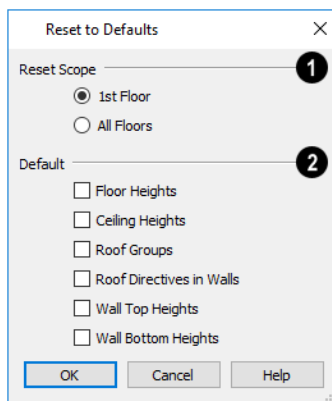 Reset to Defaults
Reset Scope 1
1st Floor
All Floors
Default 2
Floor Heights
Ceiling Heights
Roof Groups
Roof Directives in Walls
Wall Top Heights
Wall Bottom Heights
OK Cancel Help